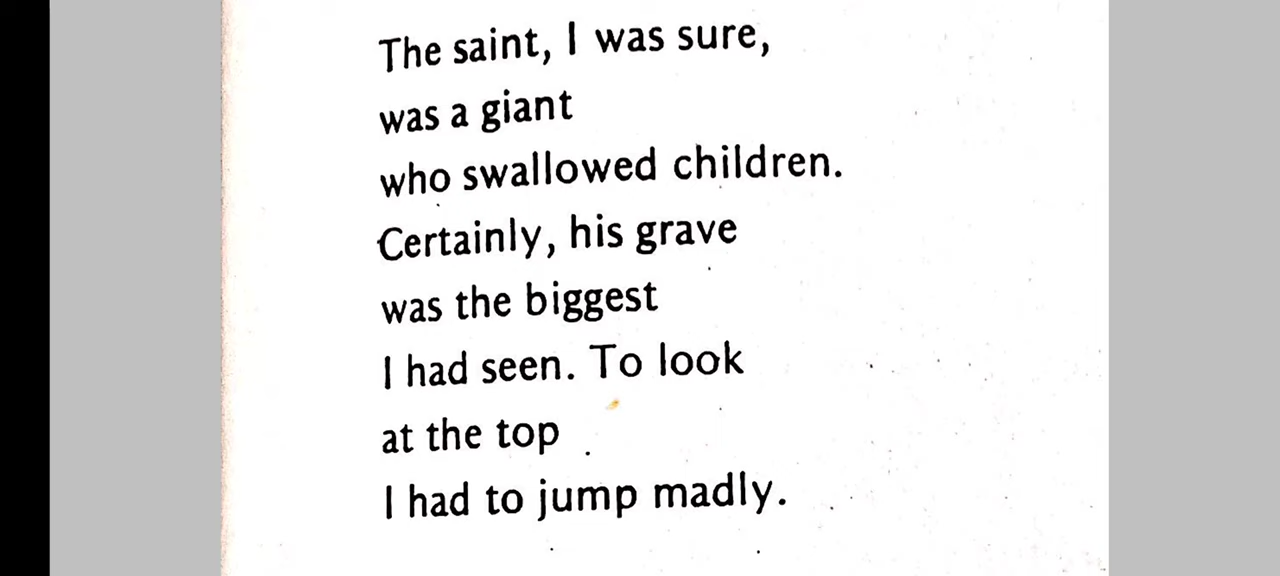 The saint, I was sure,
was a giant
who swallowed children.
Certainly, his grave
was the biggest
I had seen. To look
at the top
I had to jump madly.